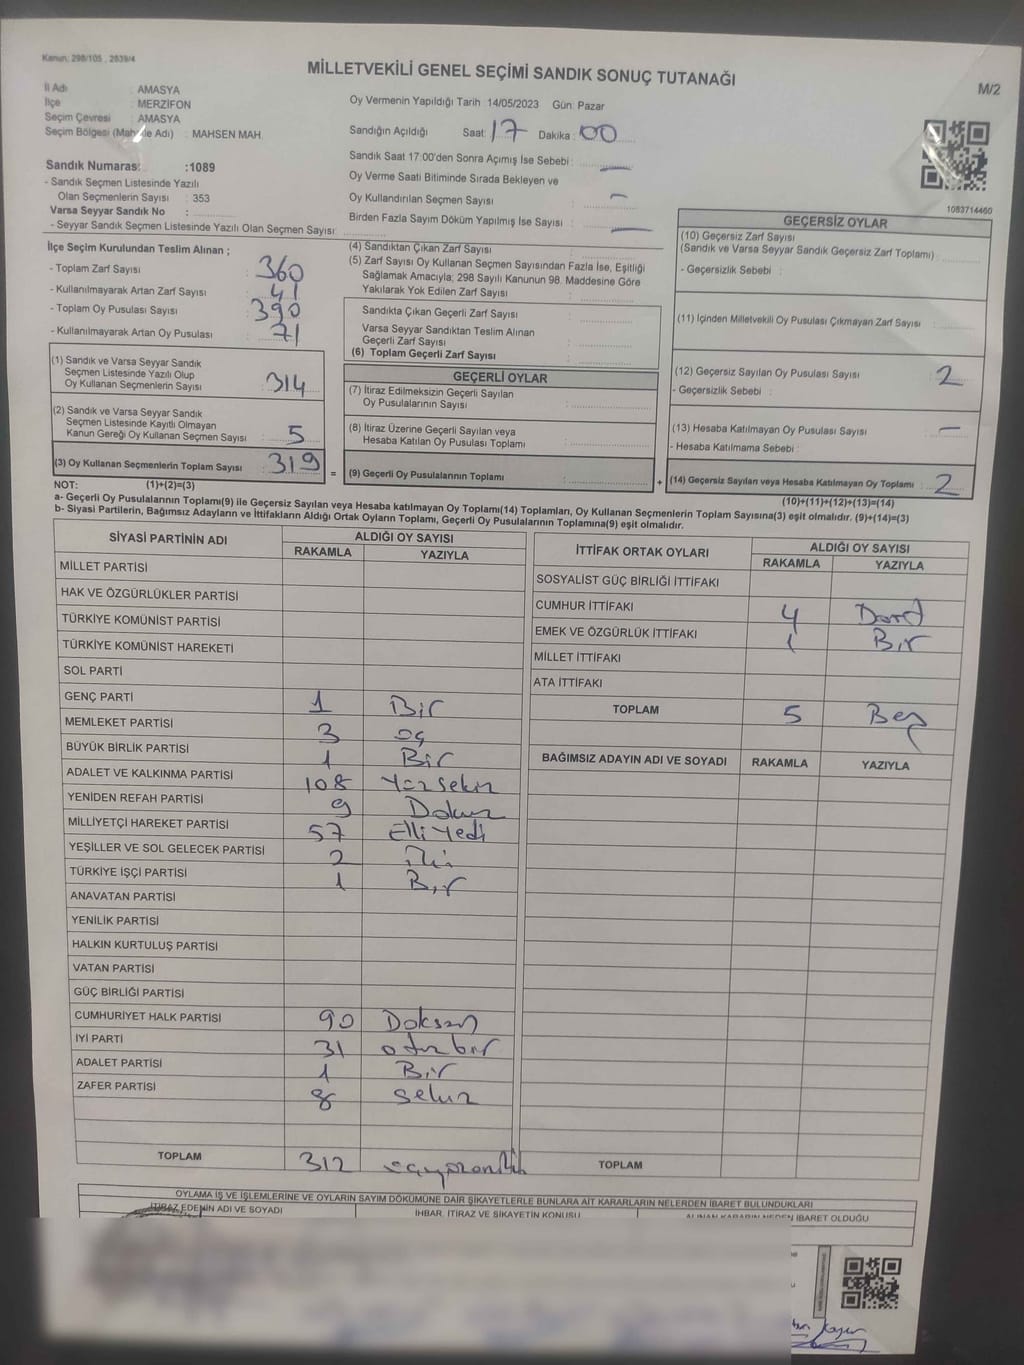 Kanun, 298/105 , 2839/4
MİLLETVEKİLİ GENEL SEÇİMİ SANDIK SONUÇ TUTANAĞI
M/2
İl Adı : AMASYA
İlçe : MERZİFON
Seçim Çevresi : AMASYA
Seçim Bölgesi (Mahalle Adı) : MAHSEN MAH.
Oy Vermenin Yapıldığı Tarih 14/05/2023 Gün: Pazar
Sandığın Açıldığı Saat: 17 Dakika : 00
Sandık Saat 17:00'den Sonra Açımış İse Sebebi : —
Oy Verme Saati Bitiminde Sırada Bekleyen ve
Oy Kullandırılan Seçmen Sayısı : —
Birden Fazla Sayım Döküm Yapılmış İse Sayısı : —
Sandık Numarası :1089
- Sandık Seçmen Listesinde Yazılı
Olan Seçmenlerin Sayısı : 353
Varsa Seyyar Sandık No :
- Seyyar Sandık Seçmen Listesinde Yazılı Olan Seçmen Sayısı:
1083714460
İlçe Seçim Kurulundan Teslim Alınan ;
- Toplam Zarf Sayısı : 360
- Kullanılmayarak Artan Zarf Sayısı : 41
- Toplam Oy Pusulası Sayısı : 390
- Kullanılmayarak Artan Oy Pusulası : 71
(1) Sandık ve Varsa Seyyar Sandık
Seçmen Listesinde Yazılı Olup
Oy Kullanan Seçmenlerin Sayısı : 314
(2) Sandık ve Varsa Seyyar Sandık
Seçmen Listesinde Kayıtlı Olmayan
Kanun Gereği Oy Kullanan Seçmen Sayısı : 5
(3) Oy Kullanan Seçmenlerin Toplam Sayısı : 319 =
(4) Sandıktan Çıkan Zarf Sayısı :
(5) Zarf Sayısı Oy Kullanan Seçmen Sayısından Fazla İse, Eşitliği
Sağlamak Amacıyla; 298 Sayılı Kanunun 98. Maddesine Göre
Yakılarak Yok Edilen Zarf Sayısı :
Sandıkta Çıkan Geçerli Zarf Sayısı :
Varsa Seyyar Sandıktan Teslim Alınan
Geçerli Zarf Sayısı :
(6) Toplam Geçerli Zarf Sayısı :
GEÇERLİ OYLAR
(7) İtiraz Edilmeksizin Geçerli Sayılan
Oy Pusulalarının Sayısı :
(8) İtiraz Üzerine Geçerli Sayılan veya
Hesaba Katılan Oy Pusulası Toplamı :
(9) Geçerli Oy Pusulalarının Toplamı : +
GEÇERSİZ OYLAR
(10) Geçersiz Zarf Sayısı
(Sandık ve Varsa Seyyar Sandık Geçersiz Zarf Toplamı) :
- Geçersizlik Sebebi :
(11) İçinden Milletvekili Oy Pusulası Çıkmayan Zarf Sayısı :
(12) Geçersiz Sayılan Oy Pusulası Sayısı : 2
- Geçersizlik Sebebi :
(13) Hesaba Katılmayan Oy Pusulası Sayısı : —
- Hesaba Katılmama Sebebi :
(14) Geçersiz Sayılan veya Hesaba Katılmayan Oy Toplamı : 2
NOT: (1)+(2)=(3)
(10)+(11)+(12)+(13)=(14)
a- Geçerli Oy Pusulalarının Toplamı(9) ile Geçersiz Sayılan veya Hesaba katılmayan Oy Toplamı(14) Toplamları, Oy Kullanan Seçmenlerin Toplam Sayısına(3) eşit olmalıdır. (9)+(14)=(3)
b- Siyasi Partilerin, Bağımsız Adayların ve İttifakların Aldığı Ortak Oyların Toplamı, Geçerli Oy Pusulalarının Toplamına(9) eşit olmalıdır.
SİYASİ PARTİNİN ADI ALDIĞI OY SAYISI
RAKAMLA YAZIYLA
MİLLET PARTİSİ
HAK VE ÖZGÜRLÜKLER PARTİSİ
TÜRKİYE KOMÜNİST PARTİSİ
TÜRKİYE KOMÜNİST HAREKETİ
SOL PARTİ
GENÇ PARTİ 1 Bir
MEMLEKET PARTİSİ 3 üç
BÜYÜK BİRLİK PARTİSİ 1 Bir
ADALET VE KALKINMA PARTİSİ 108 Yüzsekiz
YENİDEN REFAH PARTİSİ 9 Dokuz
MİLLİYETÇİ HAREKET PARTİSİ 57 Elli Yedi
YEŞİLLER VE SOL GELECEK PARTİSİ 2 iki
TÜRKİYE İŞÇİ PARTİSİ 1 Bir
ANAVATAN PARTİSİ
YENİLİK PARTİSİ
HALKIN KURTULUŞ PARTİSİ
VATAN PARTİSİ
GÜÇ BİRLİĞİ PARTİSİ
CUMHURİYET HALK PARTİSİ 90 Doksan
İYİ PARTİ 31 otuzbir
ADALET PARTİSİ 1 Bir
ZAFER PARTİSİ 8 sekiz
TOPLAM 312 üçyüzoniki
İTTİFAK ORTAK OYLARI ALDIĞI OY SAYISI
RAKAMLA YAZIYLA
SOSYALİST GÜÇ BİRLİĞİ İTTİFAKI
CUMHUR İTTİFAKI 4 Dört
EMEK VE ÖZGÜRLÜK İTTİFAKI 1 Bir
MİLLET İTTİFAKI
ATA İTTİFAKI
TOPLAM 5 Beş
BAĞIMSIZ ADAYIN ADI VE SOYADI RAKAMLA YAZIYLA
TOPLAM
OYLAMA İŞ VE İŞLEMLERİNE VE OYLARIN SAYIM DÖKÜMÜNE DAİR ŞİKAYETLERLE BUNLARA AİT KARARLARIN NELERDEN İBARET BULUNDUKLARI
İTİRAZ EDENİN ADI VE SOYADI İHBAR, İTİRAZ VE ŞİKAYETİN KONUSU ALINAN KARARIN NEDEN İBARET OLDUĞU